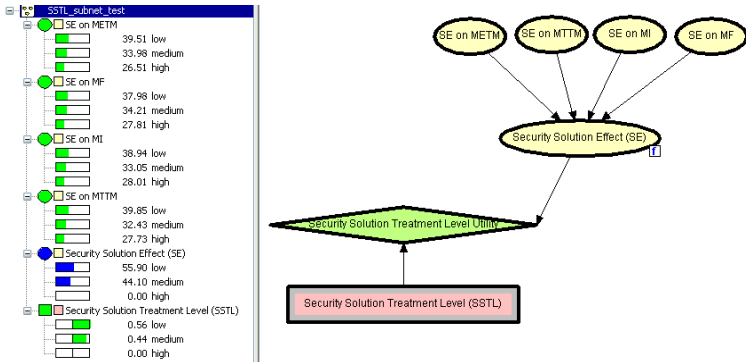 SSTL_subnet_test
SE on METM
39.51 low
33.98 medium
26.51 high
SE on MF
37.98 low
34.21 medium
27.81 high
SE on MI
38.94 low
33.05 medium
28.01 high
SE on MTTM
39.85 low
32.43 medium
27.73 high
Security Solution Effect (SE)
55.90 low
44.10 medium
0.00 high
Security Solution Treatment Level (SSTL)
0.56 low
0.44 medium
0.00 high
SE on METM
SE on MTTM
SE on MI
SE on MF
Security Solution Effect (SE)
f
Security Solution Treatment Level Utility
Security Solution Treatment Level (SSTL)